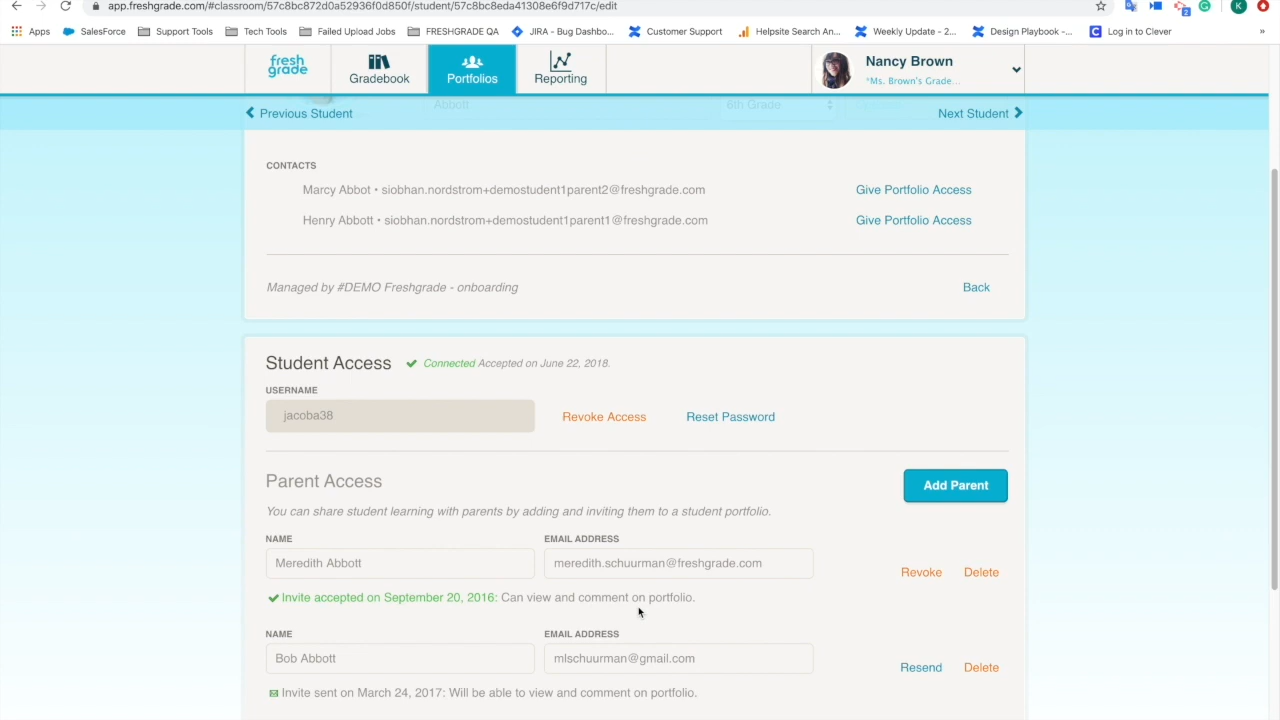 app.freshgrade.com/#classroom/57c8bc872d0a52936f0d850f/student/57c8bc8eda41308e6f9d717c/edit
Apps SalesForce Support Tools Tech Tools Failed Upload Jobs FRESHGRADE QA JIRA - Bug Dashbo... Customer Support Helpsite Search An... Weekly Update - 2... Design Playbook -... Log in to Clever »
fresh grade Gradebook Portfolios Reporting Nancy Brown
*Ms. Brown's Grade...
Abbott 6th Grade
Previous Student Next Student
CONTACTS
Marcy Abbot • siobhan.nordstrom+demostudent1parent2@freshgrade.com Give Portfolio Access
Henry Abbott • siobhan.nordstrom+demostudent1parent1@freshgrade.com Give Portfolio Access
Managed by #DEMO Freshgrade - onboarding Back
Student Access Connected Accepted on June 22, 2018.
USERNAME
jacoba38 Revoke Access Reset Password
Parent Access Add Parent
You can share student learning with parents by adding and inviting them to a student portfolio.
NAME EMAIL ADDRESS
Meredith Abbott meredith.schuurman@freshgrade.com Revoke Delete
Invite accepted on September 20, 2016: Can view and comment on portfolio.
NAME EMAIL ADDRESS
Bob Abbott mlschuurman@gmail.com Resend Delete
Invite sent on March 24, 2017: Will be able to view and comment on portfolio.